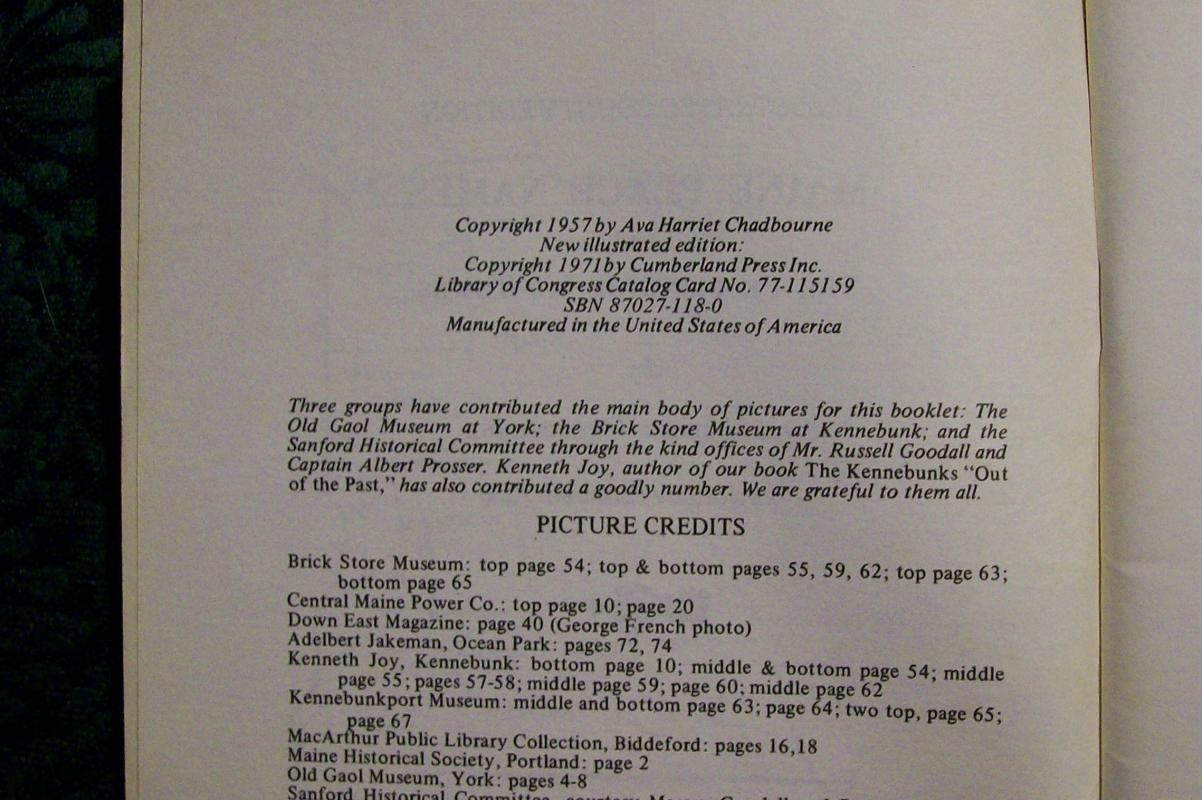 Copyright 1957 by Ava Harriet Chadbourne
New illustrated edition:
Copyright 1971 by Cumberland Press Inc.
Library of Congress Catalog Card No. 77-115159
SBN 87027-118-0
Manufactured in the United States of America
Three groups have contributed the main body of pictures for this booklet: The
Old Gaol Museum at York; the Brick Store Museum at Kennebunk; and the
Sanford Historical Committee through the kind offices of Mr. Russell Goodall and
Captain Albert Prosser. Kenneth Joy, author of our book The Kennebunks “Out
of the Past,” has also contributed a goodly number. We are grateful to them all.
PICTURE CREDITS
Brick Store Museum: top page 54; top & bottom pages 55, 59, 62; top page 63;
bottom page 65
Central Maine Power Co.: top page 10; page 20
Down East Magazine: page 40 (George French photo)
Adelbert Jakeman, Ocean Park: pages 72, 74
Kenneth Joy, Kennebunk: bottom page 10; middle & bottom page 54; middle
page 55; pages 57-58; middle page 59; page 60; middle page 62
Kennebunkport Museum: middle and bottom page 63; page 64; two top, page 65;
page 67
MacArthur Public Library Collection, Biddeford: pages 16,18
Maine Historical Society, Portland: page 2
Old Gaol Museum, York: pages 4-8
Sanford Historical Committee, courtesy